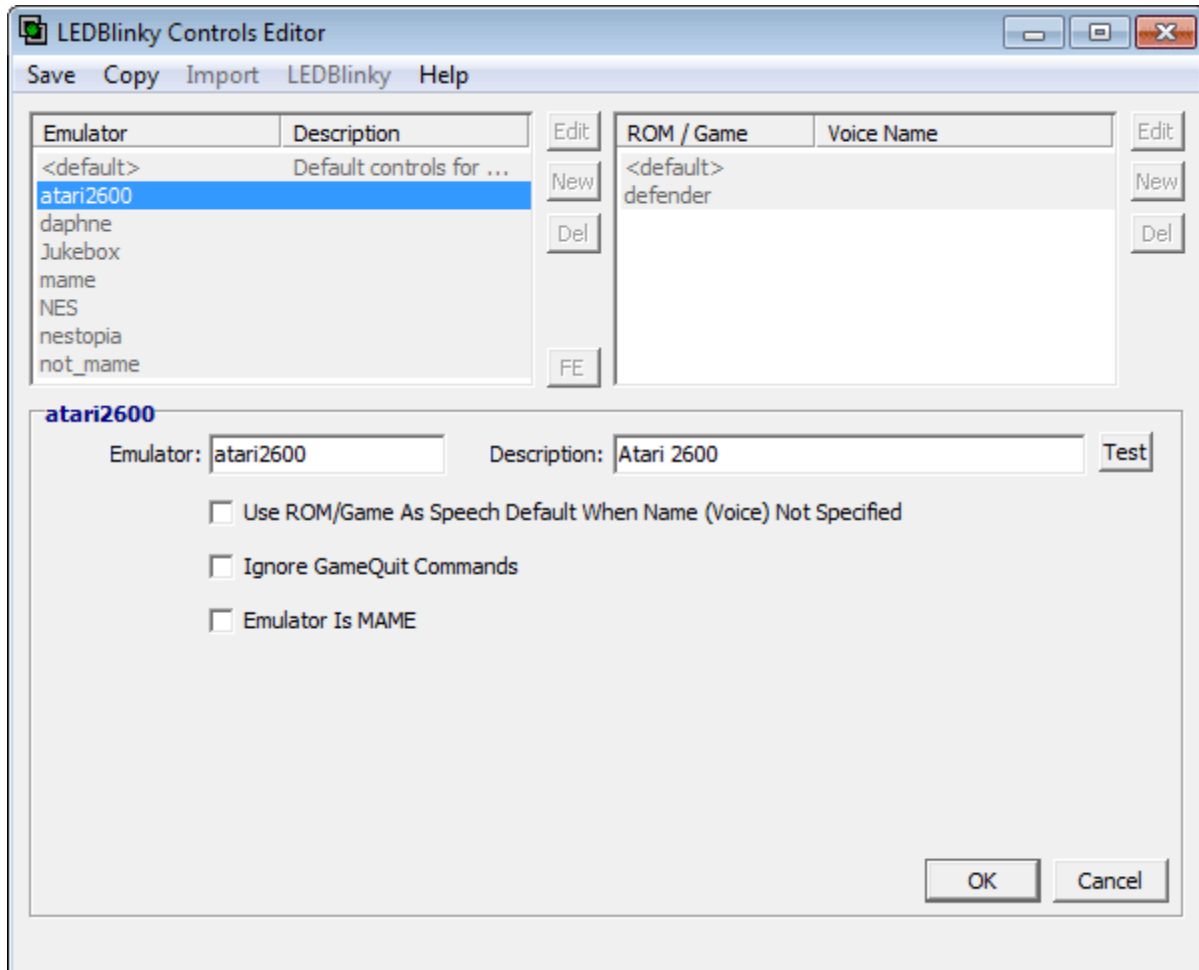 LEDBlinky Controls Editor
Save Copy Import LEDBlinky Help
Emulator Description Edit ROM / Game Voice Name Edit
<default> Default controls for ... <default>
atari2600 New defender New
daphne Del Del
Jukebox
mame
NES
nestopia
not_mame FE
atari2600
Emulator: atari2600 Description: Atari 2600 Test
Use ROM/Game As Speech Default When Name (Voice) Not Specified
Ignore GameQuit Commands
Emulator Is MAME
OK Cancel